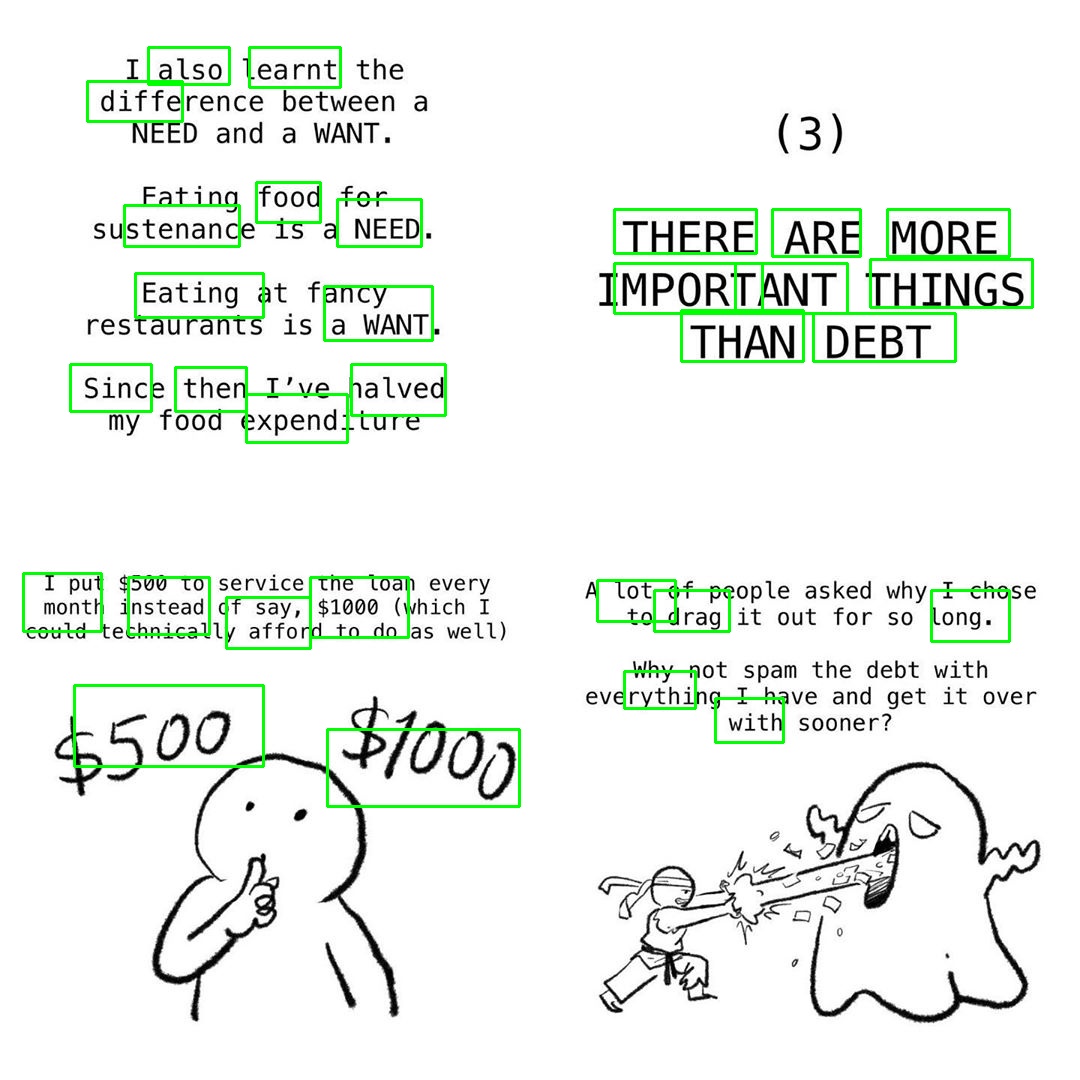 I also learnt the
difference between a
NEED and a WANT.
Eating food for
sustenance is a NEED.
Eating at fancy
restaurants is a WANT.
Since then I’ve halved
my food expenditure
(3)
THERE ARE MORE
IMPORTANT THINGS
THAN DEBT
I put $500 to service the loan every
month instead of say, $1000 (which I
could technically afford to do as well)
$500
$1000
A lot of people asked why I chose
to drag it out for so long.
Why not spam the debt with
everything I have and get it over
with sooner?